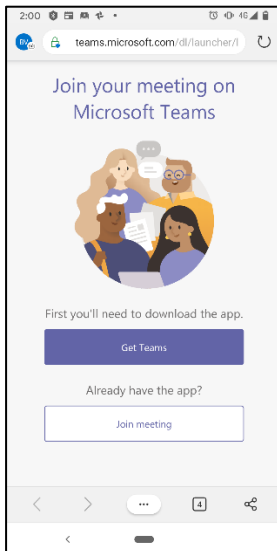 2:00
4G
BV
teams.microsoft.com/dl/launcher/l
Join your meeting on
Microsoft Teams
First you'll need to download the app.
Get Teams
Already have the app?
Join meeting
4